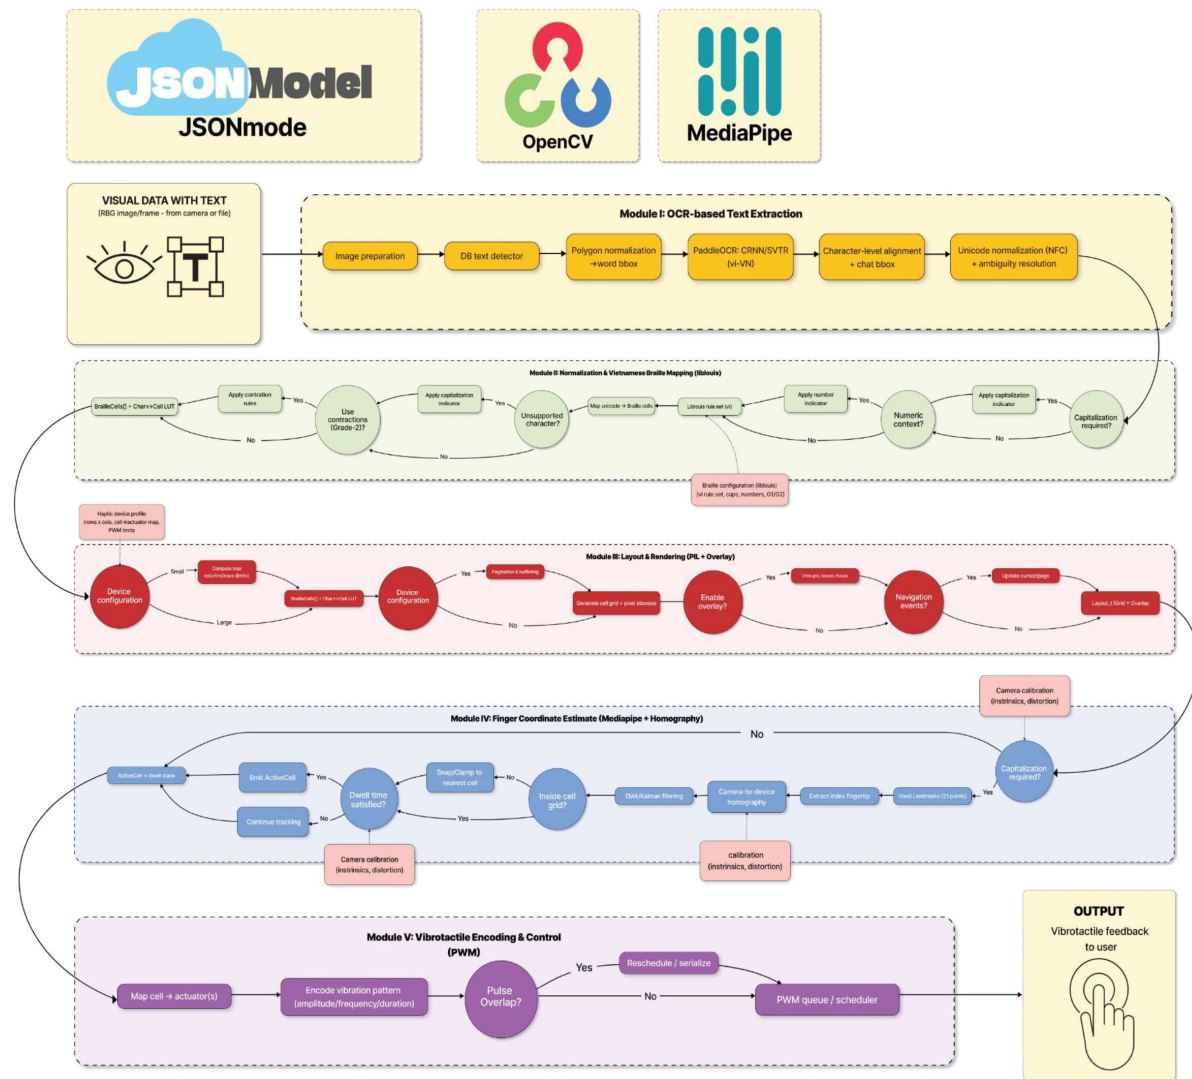 JSONModel
JSONmode
OpenCV
MediaPipe
VISUAL DATA WITH TEXT
(RBG image/frame - from camera or file)
T
Module I: OCR-based Text Extraction
Image preparation
DB text detector
Polygon normalization
→word bbox
PaddleOCR: CRNN/SVTR
(vi-VN)
Character-level alignment
+ chat bbox
Unicode normalization (NFC)
+ ambiguity resolution
Module II: Normalization & Vietnamese Braille Mapping (liblouis)
Capitalization
required?
Yes
No
Apply capitalization
indicator
Numeric
context?
Yes
No
Apply number
indicator
Liblouis rule set (vi)
Map unicode → Braille cells
Unsupported
character?
Yes
No
Apply capitalization
indicator
Use
contractions
(Grade-2)?
Yes
No
Apply contration
rules
BrailleCells[] + Char↔Cell LUT
Braille configuration (liblouis)
(vi rule set, caps, numbers, G1/G2)
Haptic device profile
(rows x cols, cell→actuator map,
PWM limits
Module III: Layout & Rendering (PIL + Overlay)
Device
configuration
Small
Large
Compute max
columns/rows (limits)
BrailleCells[] + Char↔Cell LUT
Device
configuration
Yes
No
Pagination & buffering
Generate cell grid + pixel bboxes
Enable
overlay?
Yes
No
Navigation
events?
Yes
No
Update cursor/page
Layout_t (Grid + Overlay
Camera calibration
(instrinsics, distortion)
Module IV: Finger Coordinate Estimate (Mediapipe + Homography)
Capitalization
required?
No
Yes
Hand Landmarks (21 points)
Extract index fingertip
Camera-to-device
homography
calibration
(instrinsics, distortion)
EMA/Kalman filtering
Inside cell
grid?
No
Yes
Snap/Clamp to
nearest cell
Dwell time
satisfied?
Yes
No
Emit ActiveCell
Continue tracking
ActiveCell + dwell state
Camera calibration
(instrinsics, distortion)
Module V: Vibrotactile Encoding & Control
(PWM)
Map cell → actuator(s)
Encode vibration pattern
(amplitude/frequency/duration)
Pulse
Overlap?
Yes
No
Reschedule / serialize
PWM queue / scheduler
OUTPUT
Vibrotactile feedback
to user